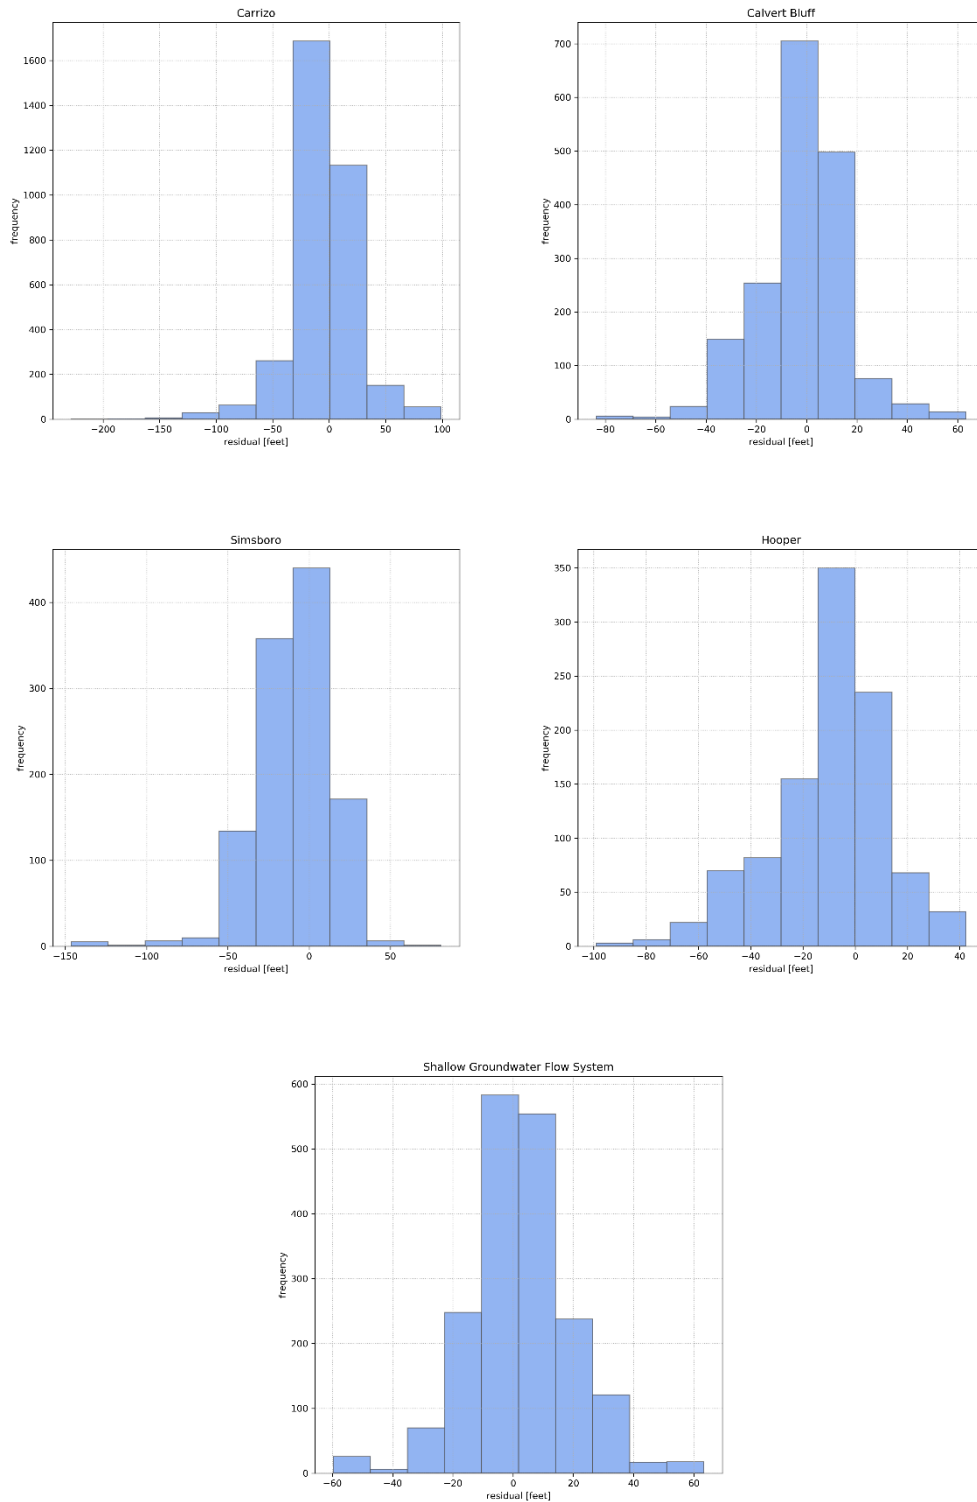 Carrizo
1600
1400
1200
1000
800
600
400
200
0
frequency
−200 −150 −100 −50 0 50 100
residual [feet]
Calvert Bluff
700
600
500
400
300
200
100
0
frequency
−80 −60 −40 −20 0 20 40 60
residual [feet]
Simsboro
400
300
200
100
0
frequency
−150 −100 −50 0 50
residual [feet]
Hooper
350
300
250
200
150
100
50
0
frequency
−100 −80 −60 −40 −20 0 20 40
residual [feet]
Shallow Groundwater Flow System
600
500
400
300
200
100
0
frequency
−60 −40 −20 0 20 40 60
residual [feet]